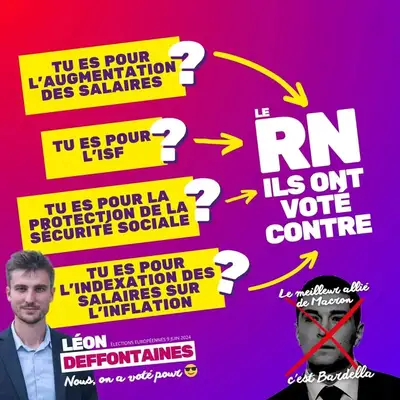 TU ES POUR
L'AUGMENTATION
DES SALAIRES
?
TU ES POUR
L'ISF
?
TU ES POUR LA
PROTECTION DE LA
SÉCURITÉ SOCIALE
?
TU ES POUR
L'INDEXATION DES
SALAIRES SUR
L'INFLATION
?
LE
RN
ILS ONT
VOTÉ
CONTRE
LÉON
ÉLECTIONS EUROPÉENNES 9 JUIN 2024
DEFFONTAINES
Nous, on a voté pour 😎
Le meilleur allié
de Macron
c'est Bardella